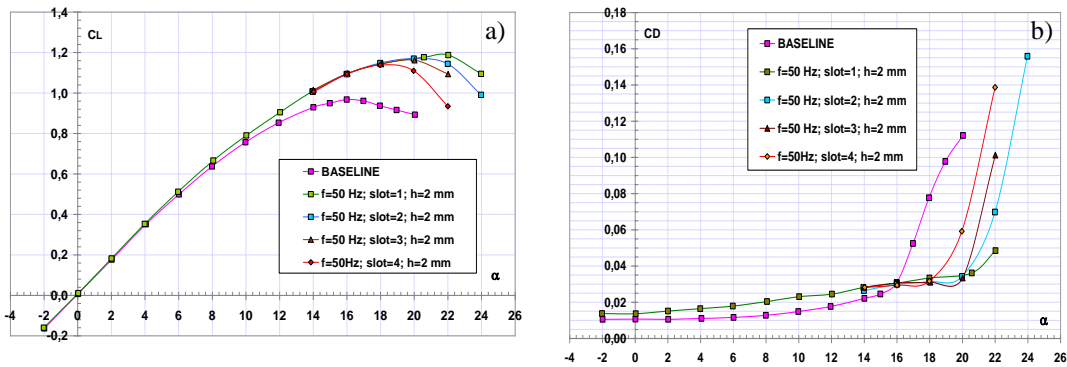 CL
a)
1,4
1,2
1,0
0,8
0,6
0,4
0,2
0,0
-0,2
-4 -2 0 2 4 6 8 10 12 14 16 18 20 22 24 26
α
BASELINE
f=50 Hz; slot=1; h=2 mm
f=50 Hz; slot=2; h=2 mm
f=50 Hz; slot=3; h=2 mm
f=50Hz; slot=4; h=2 mm
CD
b)
0,18
0,16
0,14
0,12
0,10
0,08
0,06
0,04
0,02
0,00
-4 -2 0 2 4 6 8 10 12 14 16 18 20 22 24 26
α
BASELINE
f=50 Hz; slot=1; h=2 mm
f=50 Hz; slot=2; h=2 mm
f=50 Hz; slot=3; h=2 mm
f=50Hz; slot=4; h=2 mm